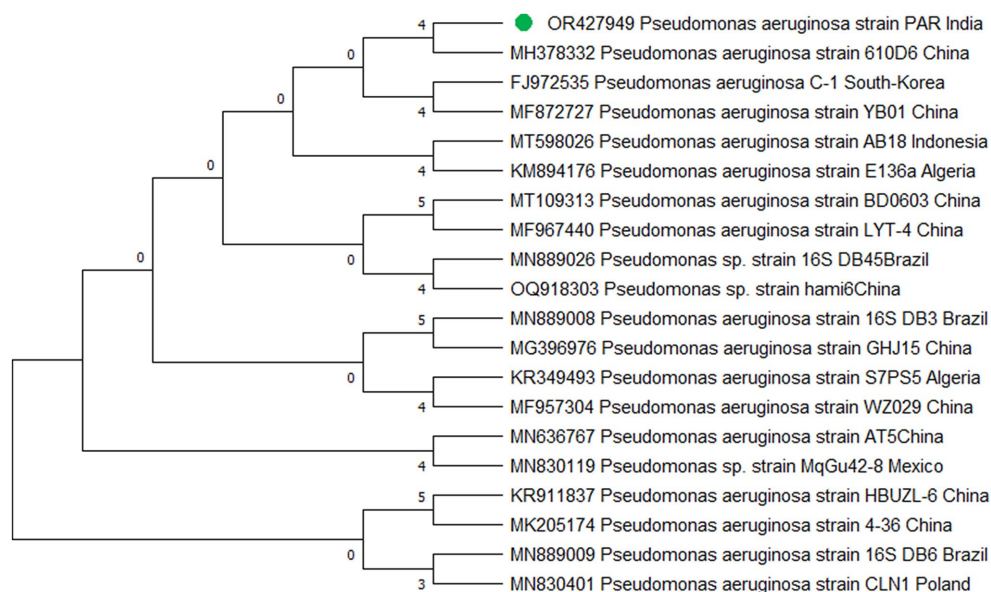 4 OR427949 Pseudomonas aeruginosa strain PAR India
0 MH378332 Pseudomonas aeruginosa strain 610D6 China
FJ972535 Pseudomonas aeruginosa C-1 South-Korea
0
4 MF872727 Pseudomonas aeruginosa strain YB01 China
MT598026 Pseudomonas aeruginosa strain AB18 Indonesia
0
4 KM894176 Pseudomonas aeruginosa strain E136a Algeria
5 MT109313 Pseudomonas aeruginosa strain BD0603 China
MF967440 Pseudomonas aeruginosa strain LYT-4 China
0 0 MN889026 Pseudomonas sp. strain 16S DB45Brazil
4 OQ918303 Pseudomonas sp. strain hami6China
5 MN889008 Pseudomonas aeruginosa strain 16S DB3 Brazil
MG396976 Pseudomonas aeruginosa strain GHJ15 China
0 KR349493 Pseudomonas aeruginosa strain S7PS5 Algeria
4 MF957304 Pseudomonas aeruginosa strain WZ029 China
MN636767 Pseudomonas aeruginosa strain AT5China
4 MN830119 Pseudomonas sp. strain MqGu42-8 Mexico
5 KR911837 Pseudomonas aeruginosa strain HBUZL-6 China
MK205174 Pseudomonas aeruginosa strain 4-36 China
0 MN889009 Pseudomonas aeruginosa strain 16S DB6 Brazil
3 MN830401 Pseudomonas aeruginosa strain CLN1 Poland